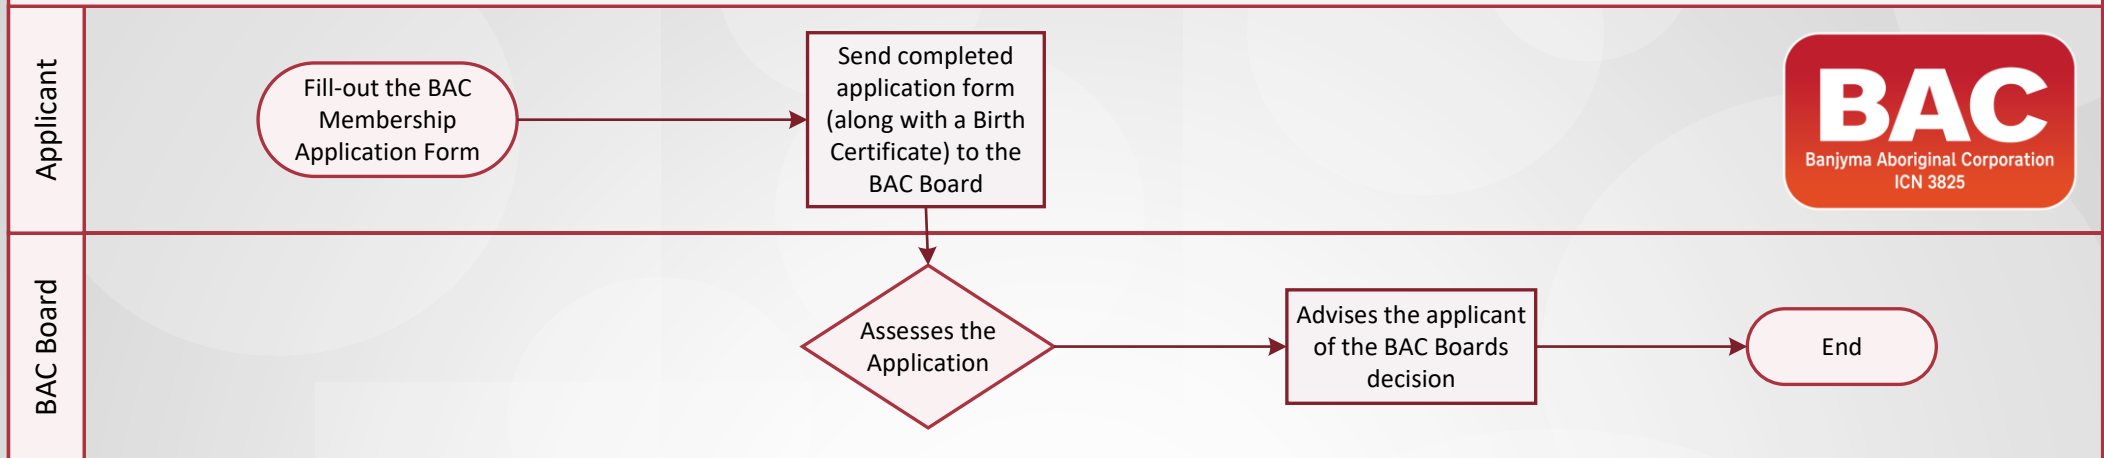 Applicant
Fill-out the BAC
Membership
Application Form
Send completed
application form
(along with a Birth
Certificate) to the
BAC Board
BAC
Banjyma Aboriginal Corporation
ICN 3825
BAC Board
Assesses the
Application
Advises the applicant
of the BAC Boards
decision
End